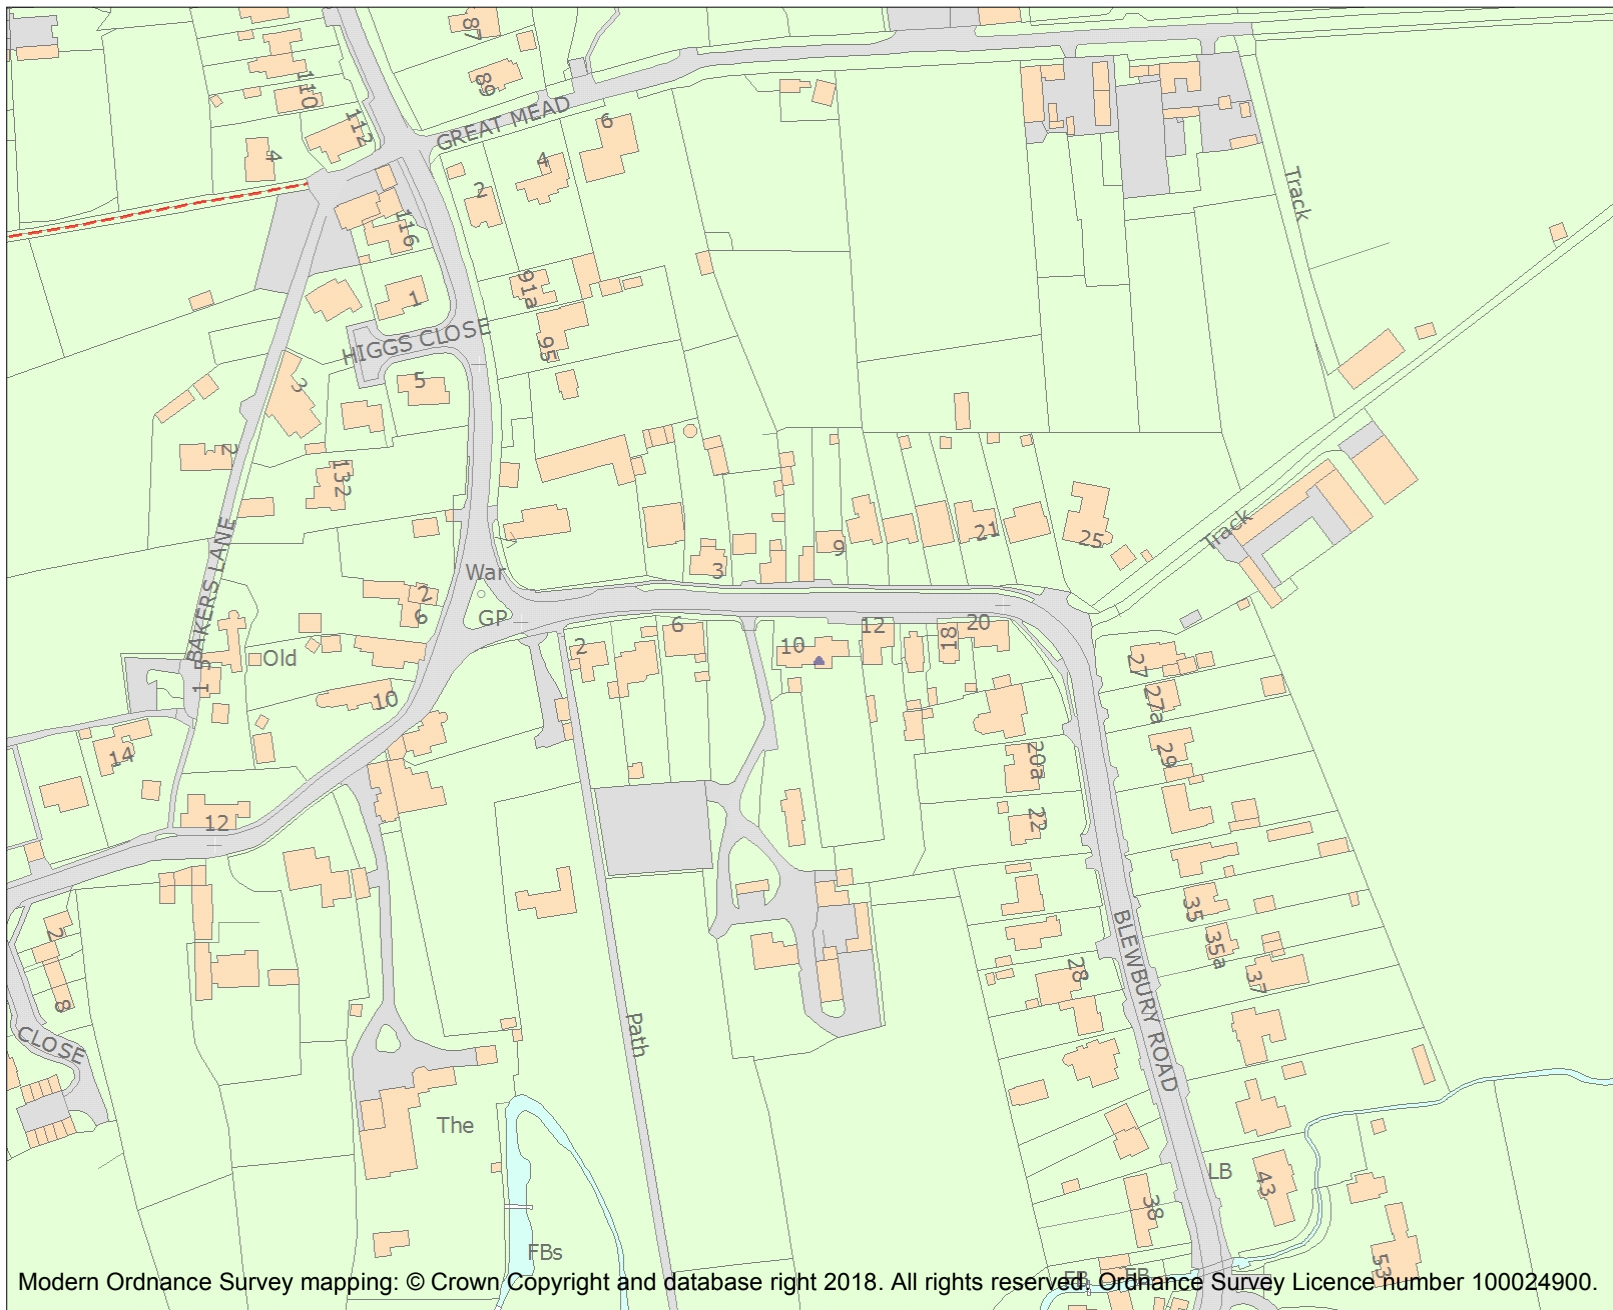 87
89
110
112
4
GREAT MEAD
6
4
2
Track
116
91a
1
HIGGS CLOSE
95
5
3
2
132
BAKERS LANE
21
25
9
3
Track
War
GP
2
6
Old
15
10
14
12
2
6
10
12
18
20
27
27a
29
20a
22
35
35a
37
28
BLEWBURY ROAD
2
8
CLOSE
Path
The
LB
43
38
53
FBs
FB
FB
Modern Ordnance Survey mapping: © Crown Copyright and database right 2018. All rights reserved. Ordnance Survey Licence number 100024900.